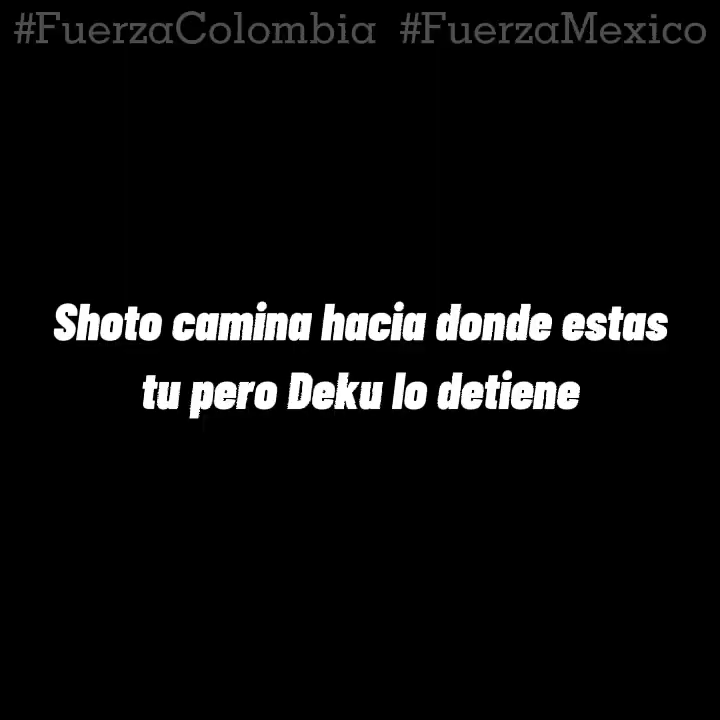 #FuerzaColombia #FuerzaMexico
Shoto camina hacia donde estas
tu pero Deku lo detiene